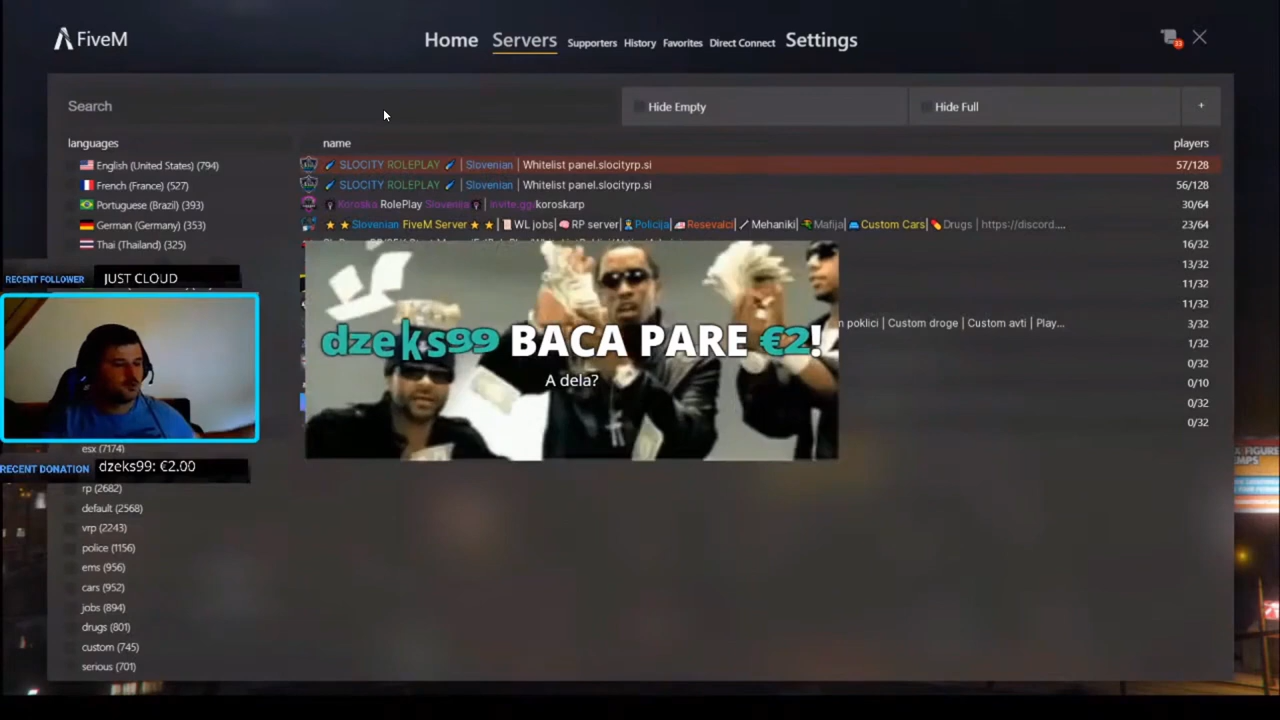 FiveM
Home Servers Supporters History Favorites Direct Connect Settings
33
Search
Hide Empty
Hide Full
+
languages
name
players
English (United States) (794)
French (France) (527)
Portuguese (Brazil) (393)
German (Germany) (353)
Thai (Thailand) (325)
SLOCITY ROLEPLAY | Slovenian | Whitelist panel.slocityrp.si
57/128
SLOCITY ROLEPLAY | Slovenian | Whitelist panel.slocityrp.si
56/128
Koroska RolePlay Slovenija | invite.gg/koroskarp
30/64
★ ★ Slovenian FiveM Server ★ ★ | WL jobs| RP server| Policija| Resevalci| Mehaniki| Mafija| Custom Cars| Drugs | https://discord....
23/64
16/32
13/32
11/32
11/32
n poklici | Custom droge | Custom avti | Play...
3/32
1/32
0/32
0/10
0/32
0/32
RECENT FOLLOWER
JUST CLOUD
dzeks99 BACA PARE €2!
A dela?
esx (7174)
RECENT DONATION
dzeks99: €2.00
rp (2682)
default (2568)
vrp (2243)
police (1156)
ems (956)
cars (952)
jobs (894)
drugs (801)
custom (745)
serious (701)